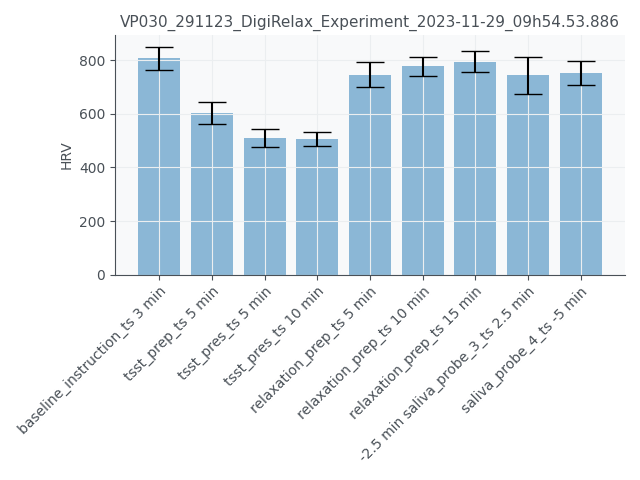 VP030_291123_DigiRelax_Experiment_2023-11-29_09h54.53.886
HRV
800
600
400
200
0
baseline_instruction_ts 3 min
tsst_prep_ts 5 min
tsst_pres_ts 5 min
tsst_pres_ts 10 min
relaxation_prep_ts 5 min
relaxation_prep_ts 10 min
relaxation_prep_ts 15 min
-2.5 min saliva_probe_3_ts 2.5 min
saliva_probe_4_ts -5 min